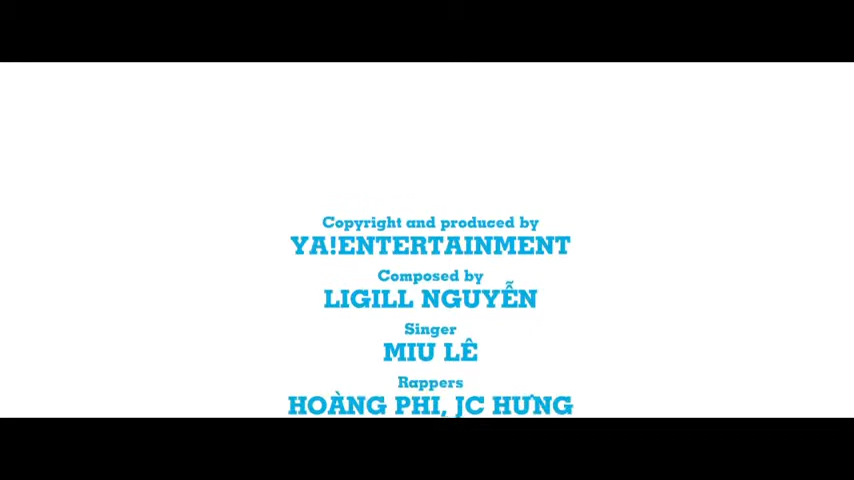 Copyright and produced by
YA!ENTERTAINMENT
Composed by
LIGILL NGUYỄN
Singer
MIU LÊ
Rappers
HOÀNG PHI, JC HƯNG